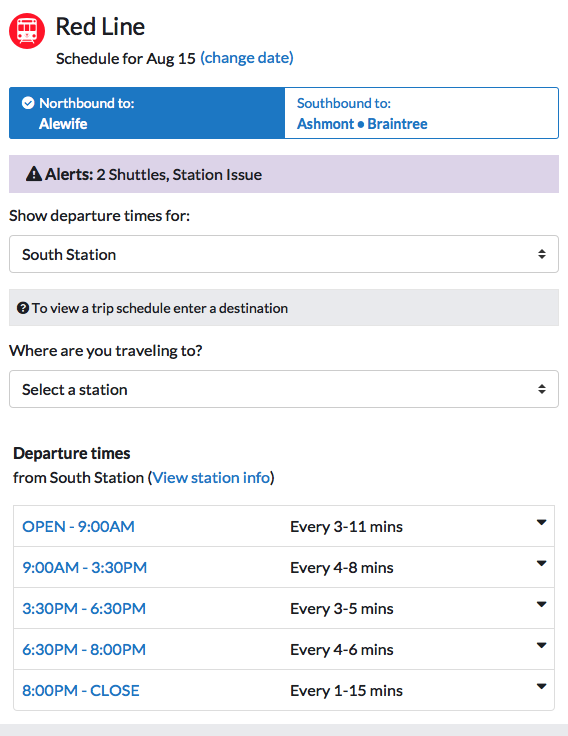 Red Line
Schedule for Aug 15 (change date)
Northbound to:
Alewife
Southbound to:
Ashmont • Braintree
Alerts: 2 Shuttles, Station Issue
Show departure times for:
South Station
To view a trip schedule enter a destination
Where are you traveling to?
Select a station
Departure times
from South Station (View station info)
OPEN - 9:00AM Every 3-11 mins
9:00AM - 3:30PM Every 4-8 mins
3:30PM - 6:30PM Every 3-5 mins
6:30PM - 8:00PM Every 4-6 mins
8:00PM - CLOSE Every 1-15 mins